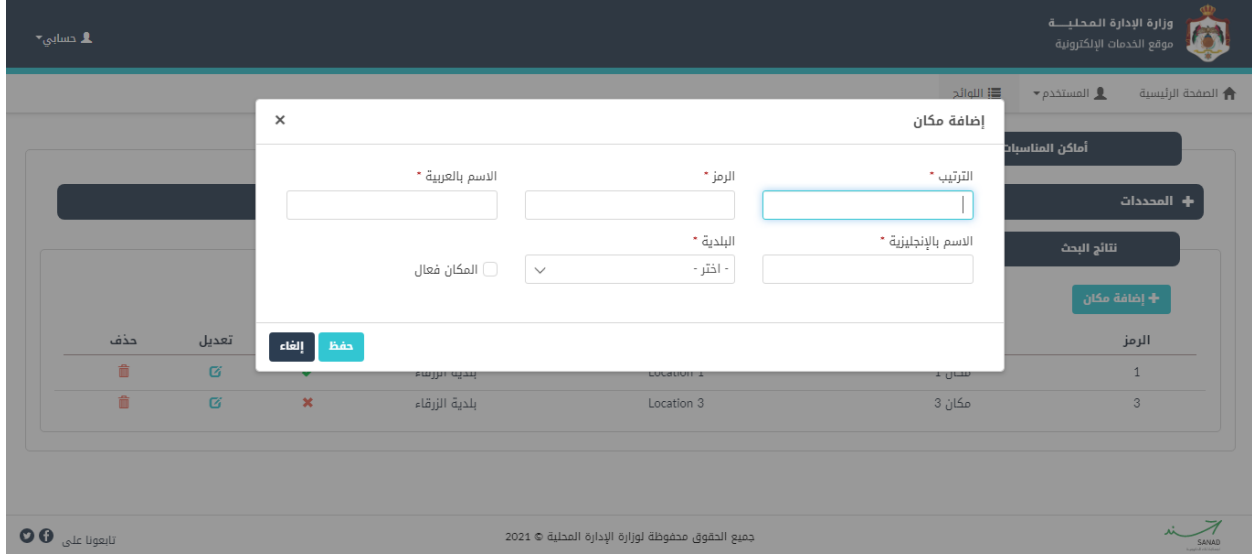 وزارة الإدارة المحليـــة
موقع الخدمات الإلكترونية
حسابي
الصفحة الرئيسية
المستخدم
اللوائح
إضافة مكان
×
أماكن المناسبات
الترتيب *
الرمز *
الاسم بالعربية *
المحددات
الاسم بالإنجليزية *
البلدية *
- اختر -
المكان فعال
نتائج البحث
إضافة مكان
حفظ
إلغاء
الرمز
تعديل
حذف
1
مكان 1
Location 1
بلدية الزرقاء
3
مكان 3
Location 3
بلدية الزرقاء
SANAD
جميع الحقوق محفوظة لوزارة الإدارة المحلية © 2021
تابعونا على